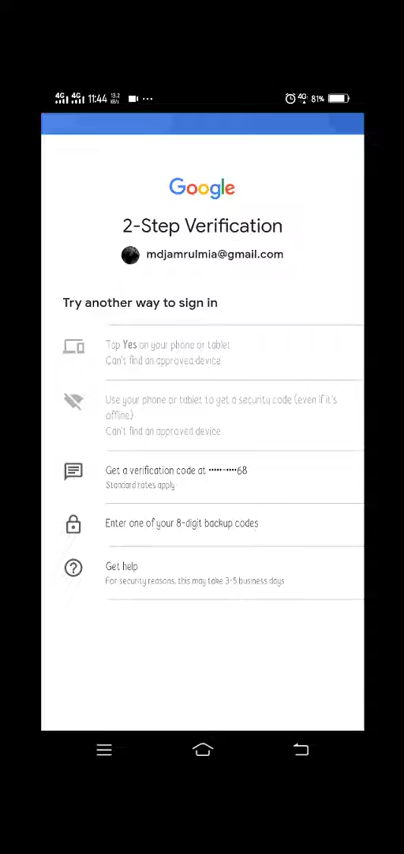 4G 4G 11:44 13.2 KB/S ... 4G 81%
Google
2-Step Verification
mdjamrulmia@gmail.com
Try another way to sign in
Tap Yes on your phone or tablet
Can't find an approved device
Use your phone or tablet to get a security code (even if it's
offline)
Can't find an approved device
Get a verification code at ••••••••••68
Standard rates apply
Enter one of your 8-digit backup codes
Get help
For security reasons, this may take 3-5 business days